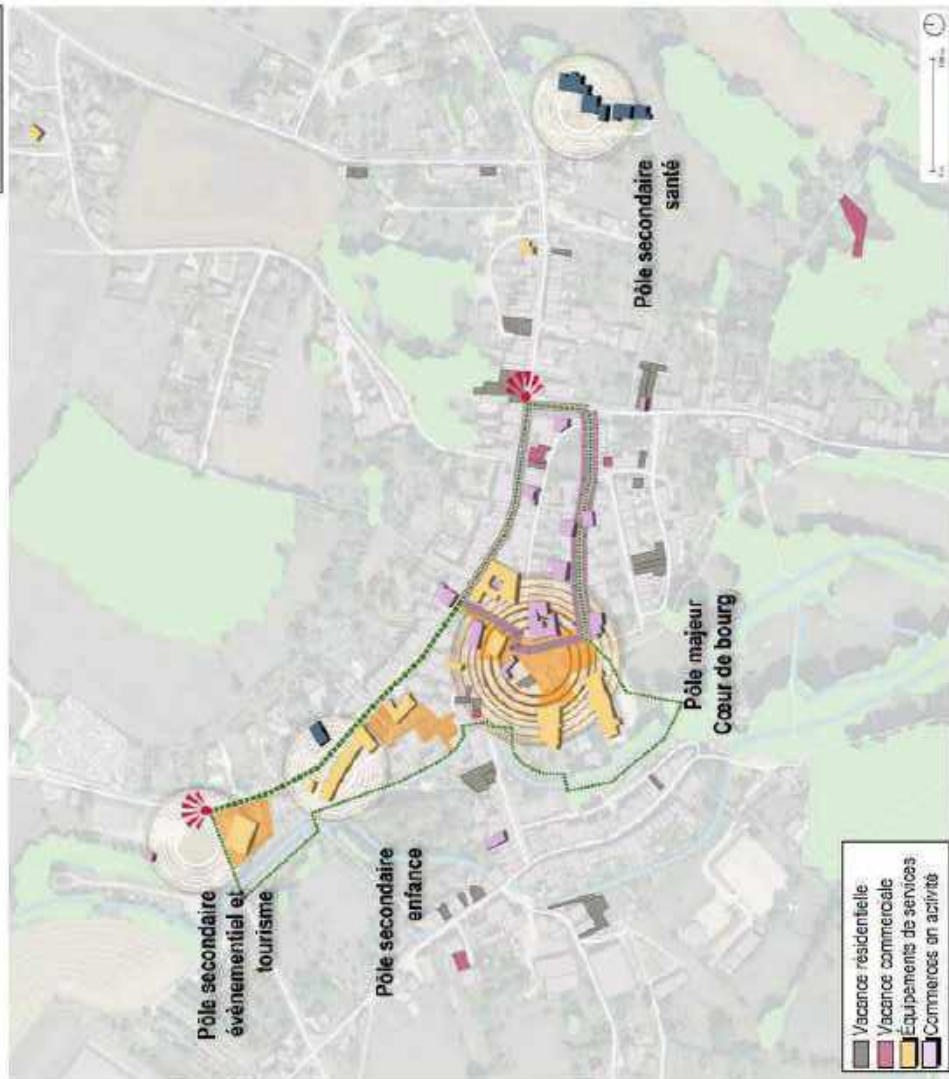 Pôle secondaire
événementiel et
tourisme
Pôle secondaire
enfance
Pôle majeur
Cœur de bourg
Pôle secondaire
santé
Vacance résidentielle
Vacance commerciale
Équipements de services
Commerces en activité